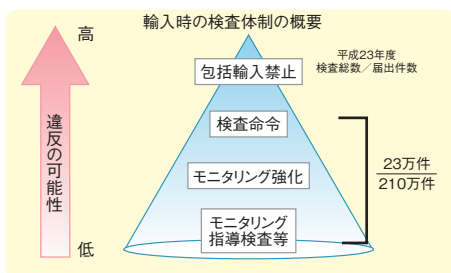 輸入時の検査体制の概要
高
違反の可能性
低
平成23年度
検査総数／届出件数
包括輸入禁止
検査命令
モニタリング強化
モニタリング
指導検査等
23万件
210万件